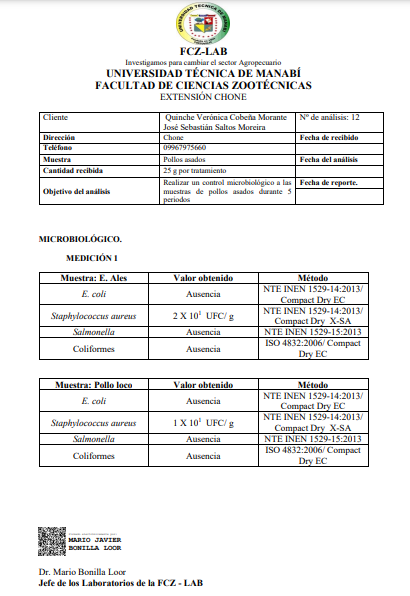 FCZ-LAB
Investigamos para cambiar el sector Agropecuario
UNIVERSIDAD TÉCNICA DE MANABÍ
FACULTAD DE CIENCIAS ZOOTÉCNICAS
EXTENSIÓN CHONE
Cliente Quinche Verónica Cobeña Morante Nº de análisis: 12
José Sebastián Saltos Moreira
Dirección Chone Fecha de recibido
Teléfono 09967975660
Muestra Pollos asados Fecha del análisis
Cantidad recibida 25 g por tratamiento
Objetivo del análisis Realizar un control microbiológico a las Fecha de reporte.
muestras de pollos asados durante 5
periodos
MICROBIOLÓGICO.
MEDICIÓN 1
Muestra: E. Ales Valor obtenido Método
E. coli Ausencia NTE INEN 1529-14:2013/
Compact Dry EC
Staphylococcus aureus 2 X 10¹ UFC/ g NTE INEN 1529-14:2013/
Compact Dry X-SA
Salmonella Ausencia NTE INEN 1529-15:2013
Coliformes Ausencia ISO 4832:2006/ Compact
Dry EC
Muestra: Pollo loco Valor obtenido Método
E. coli Ausencia NTE INEN 1529-14:2013/
Compact Dry EC
Staphylococcus aureus 1 X 10¹ UFC/ g NTE INEN 1529-14:2013/
Compact Dry X-SA
Salmonella Ausencia NTE INEN 1529-15:2013
Coliformes Ausencia ISO 4832:2006/ Compact
Dry EC
MARIO JAVIER
BONILLA LOOR
Dr. Mario Bonilla Loor
Jefe de los Laboratorios de la FCZ - LAB